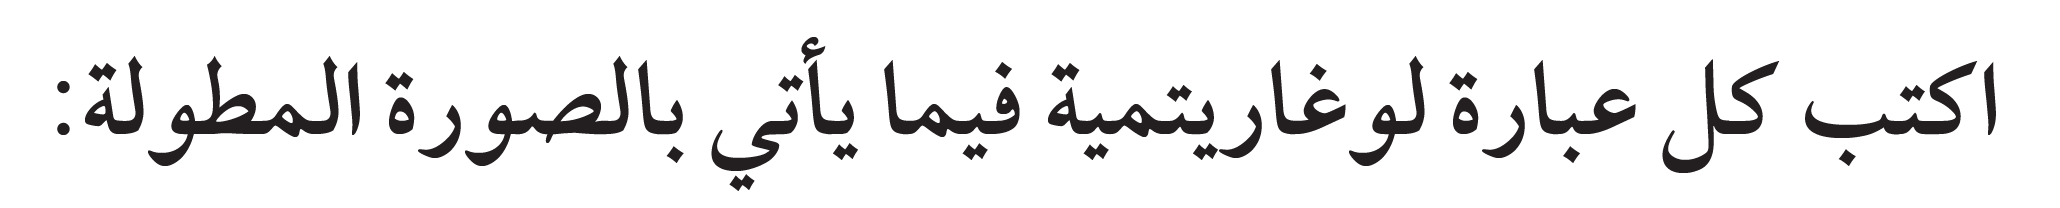 اكتب كل عبارة لوغاريتمية فيما يأتي بالصورة المطولة: